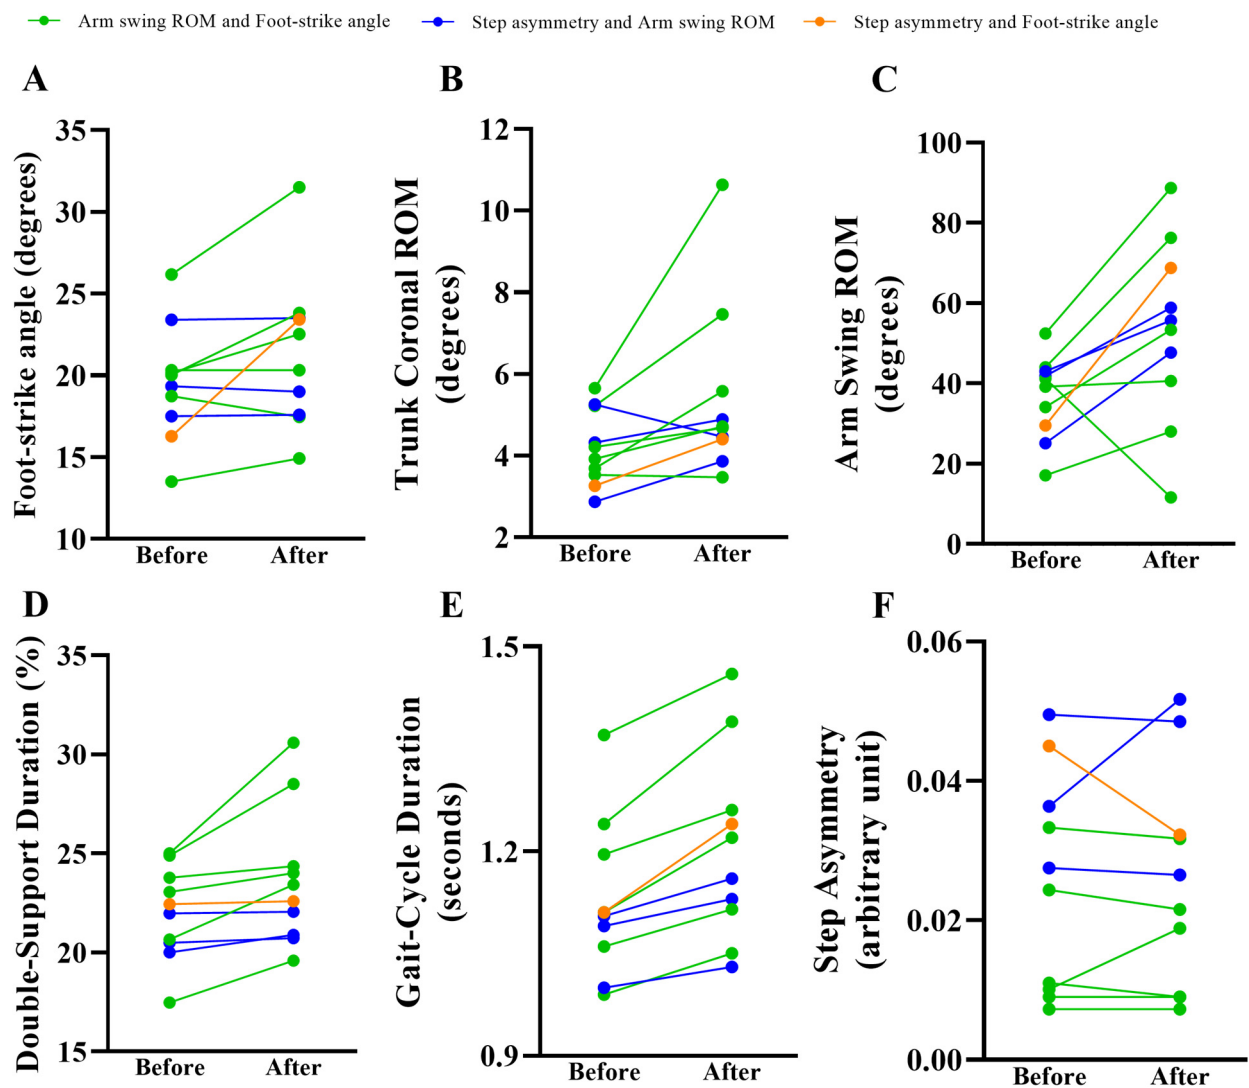 Arm swing ROM and Foot-strike angle Step asymmetry and Arm swing ROM Step asymmetry and Foot-strike angle
A
Foot-strike angle (degrees)
35
30
25
20
15
10
Before After
B
Trunk Coronal ROM
(degrees)
12
10
8
6
4
2
Before After
C
Arm Swing ROM
(degrees)
100
80
60
40
20
0
Before After
D
Double-Support Duration (%)
35
30
25
20
15
Before After
E
Gait-Cycle Duration
(seconds)
1.5
1.2
0.9
Before After
F
Step Asymmetry
(arbitrary unit)
0.06
0.04
0.02
0.00
Before After